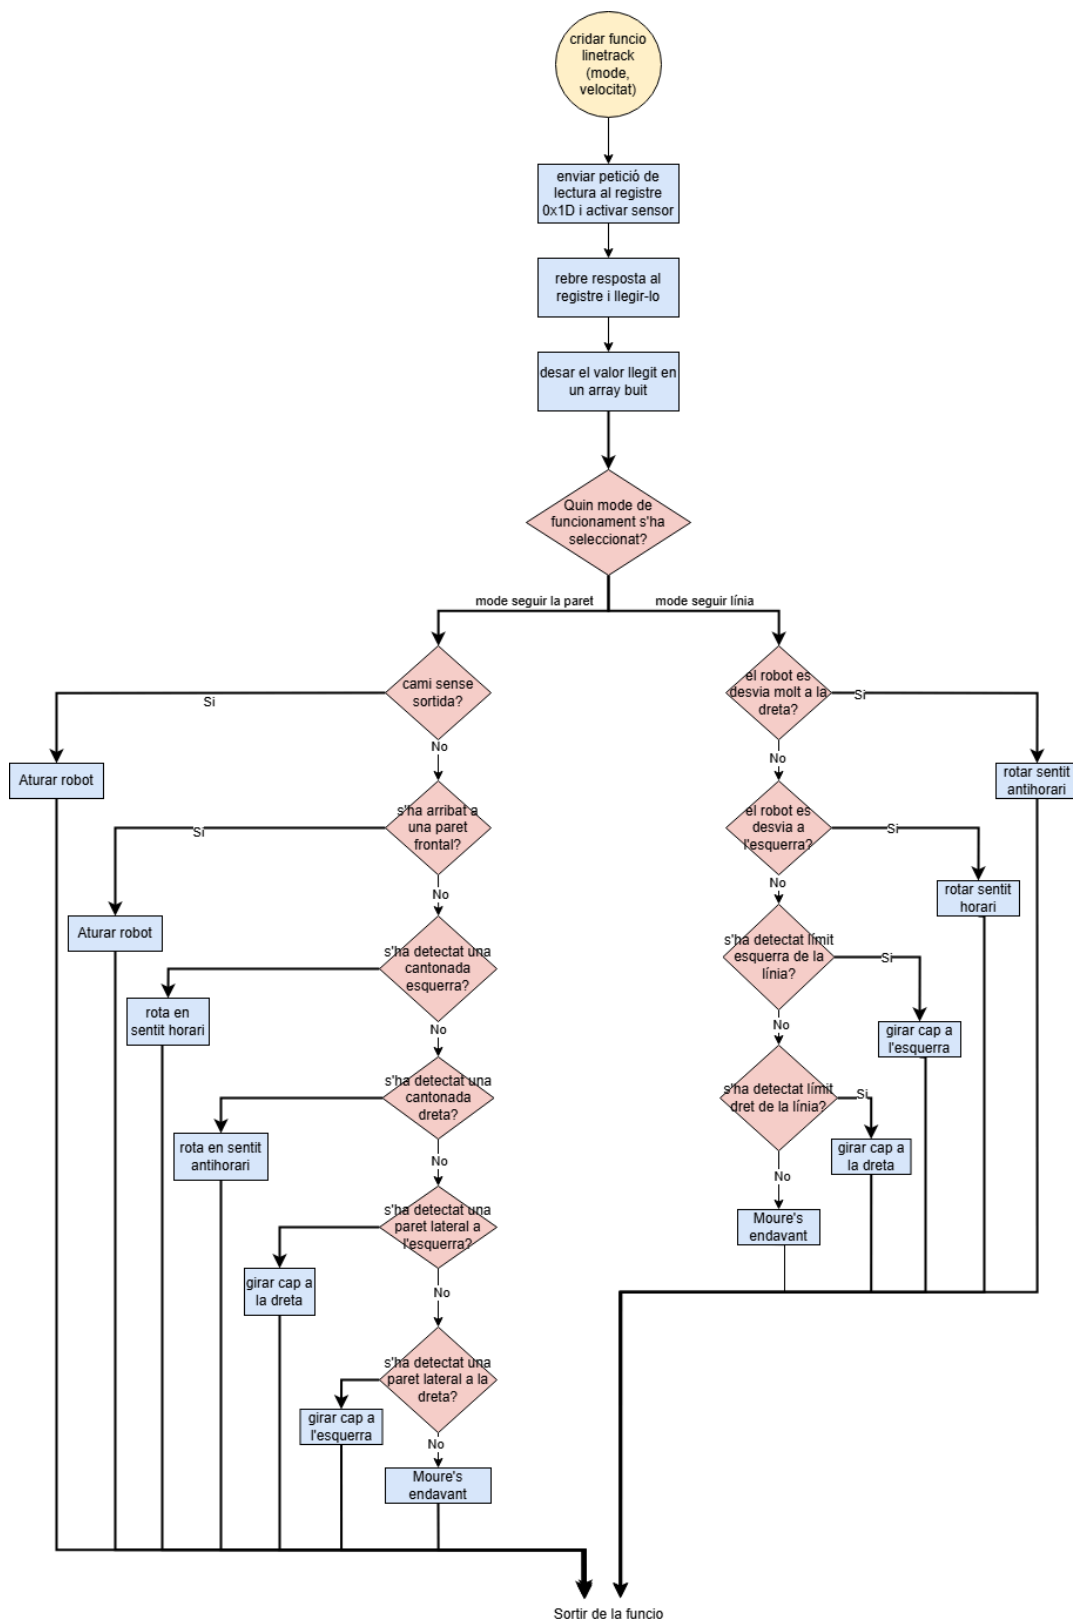 cridar funcio
linetrack
(mode,
velocitat)
enviar petició de
lectura al registre
0x1D i activar sensor
rebre resposta al
registre i llegir-lo
desar el valor llegit en
un array buit
Quin mode de
funcionament s'ha
seleccionat?
mode seguir la paret
mode seguir línia
cami sense
sortida?
Si
No
Aturar robot
s'ha arribat a
una paret
frontal?
Si
No
Aturar robot
s'ha detectat una
cantonada
esquerra?
No
rota en
sentit horari
s'ha detectat una
cantonada
dreta?
No
rota en sentit
antihorari
s'ha detectat una
paret lateral a
l'esquerra?
No
girar cap a
la dreta
s'ha detectat una
paret lateral a la
dreta?
No
girar cap a
l'esquerra
Moure's
endavant
el robot es
desvia molt a la
dreta?
Si
No
rotar sentit
antihorari
el robot es
desvia a
l'esquerra?
Si
No
rotar sentit
horari
s'ha detectat límit
esquerra de la
línia?
Si
No
girar cap a
l'esquerra
s'ha detectat límit
dret de la línia?
Si
No
girar cap a
la dreta
Moure's
endavant
Sortir de la funcio